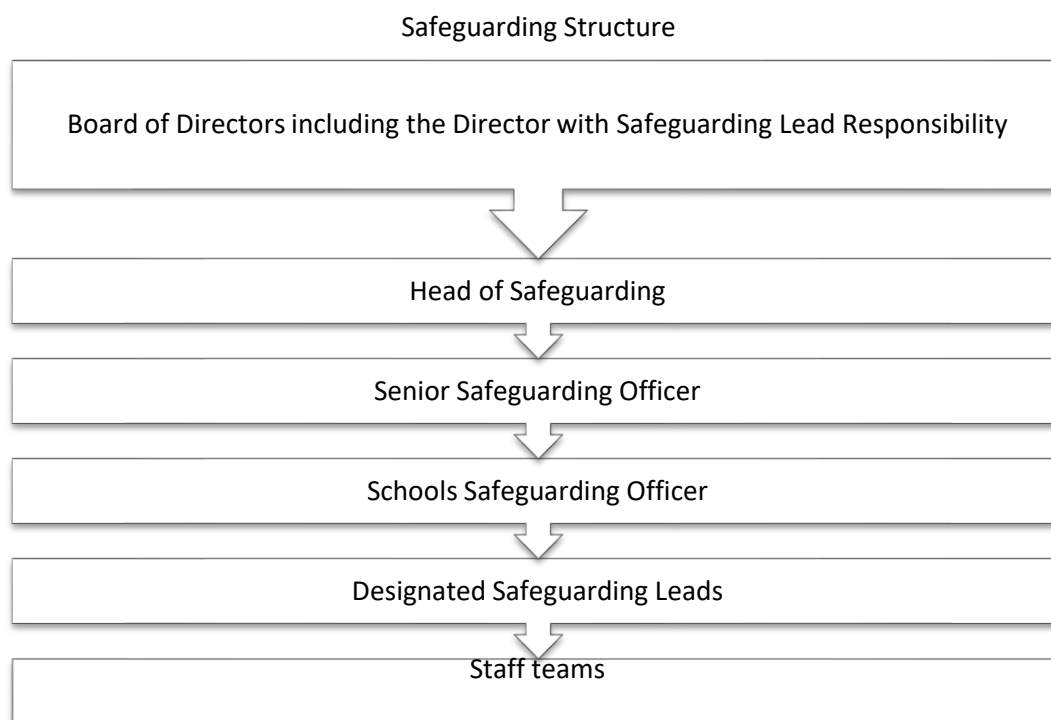 Safeguarding Structure
Board of Directors including the Director with Safeguarding Lead Responsibility
Head of Safeguarding
Senior Safeguarding Officer
Schools Safeguarding Officer
Designated Safeguarding Leads
Staff teams